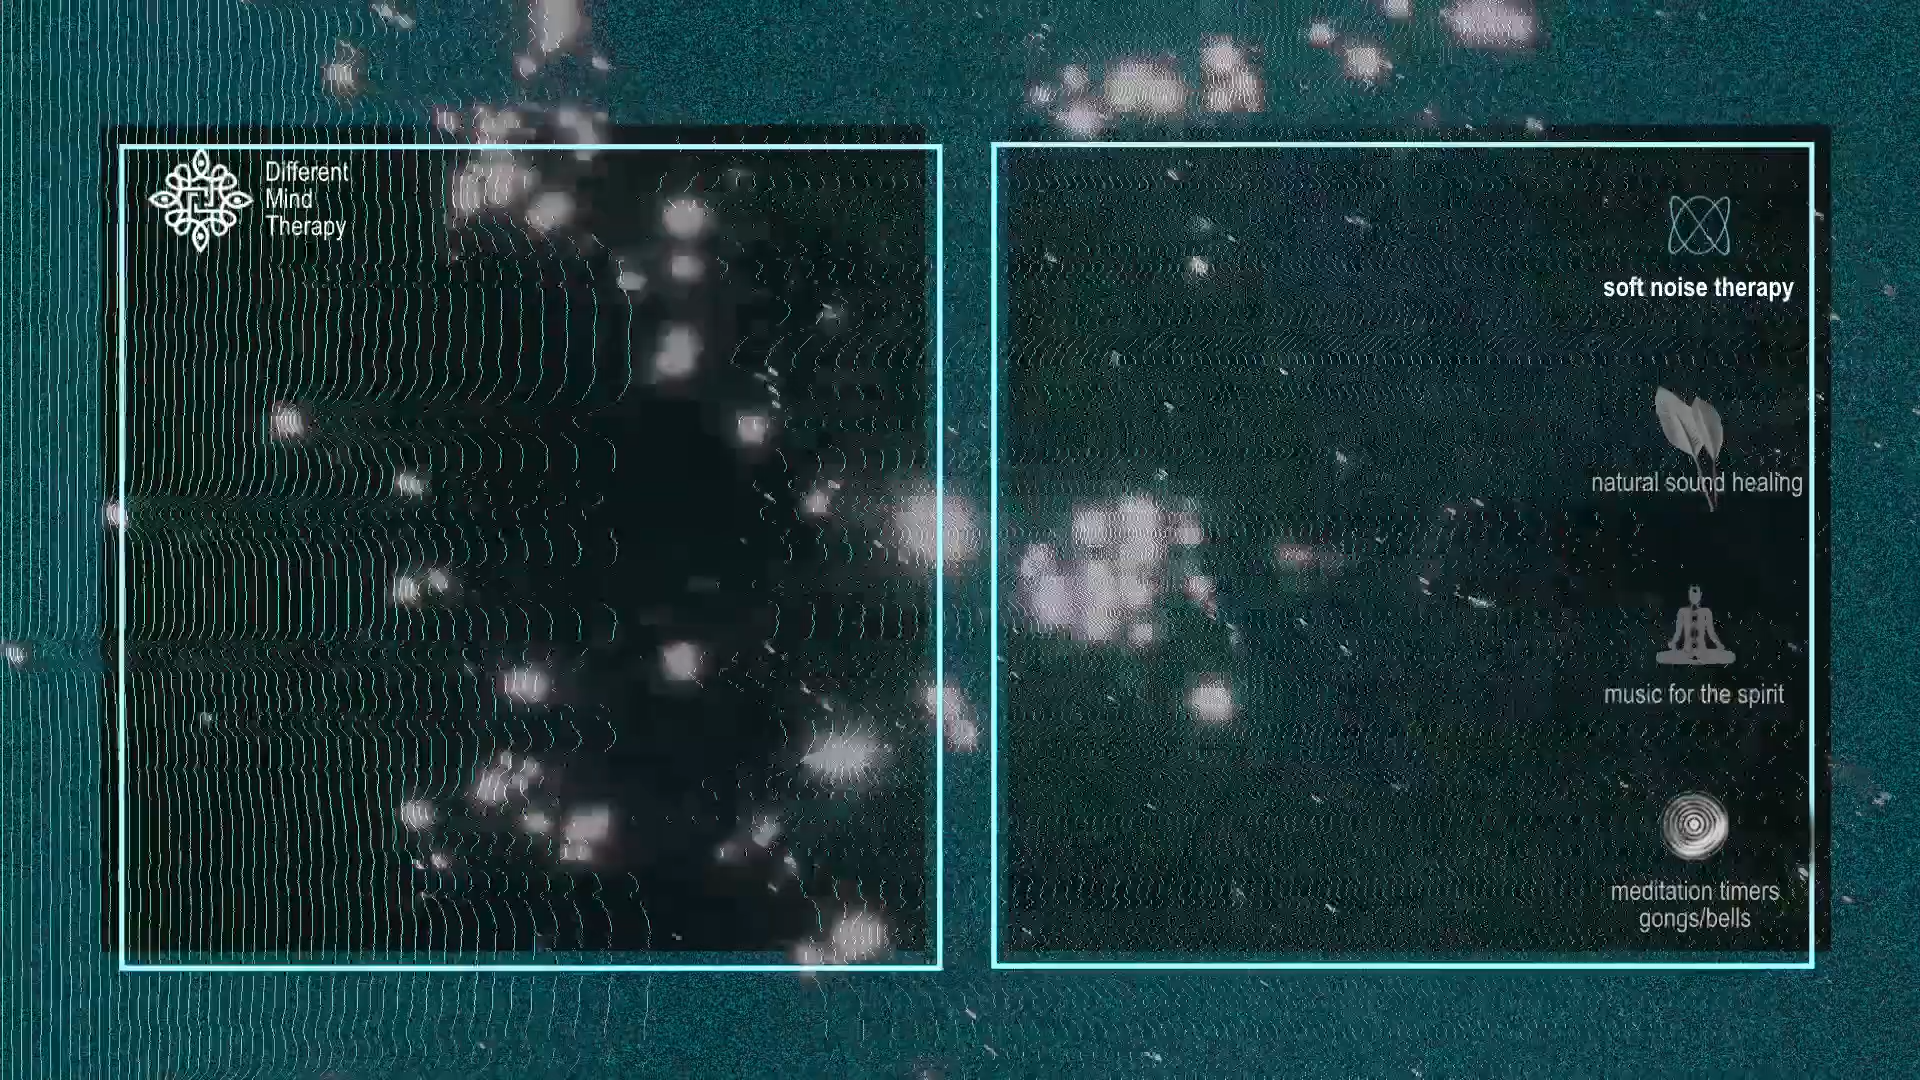 Different
Mind
Therapy
soft noise therapy
natural sound healing
music for the spirit
meditation timers
gongs/bells